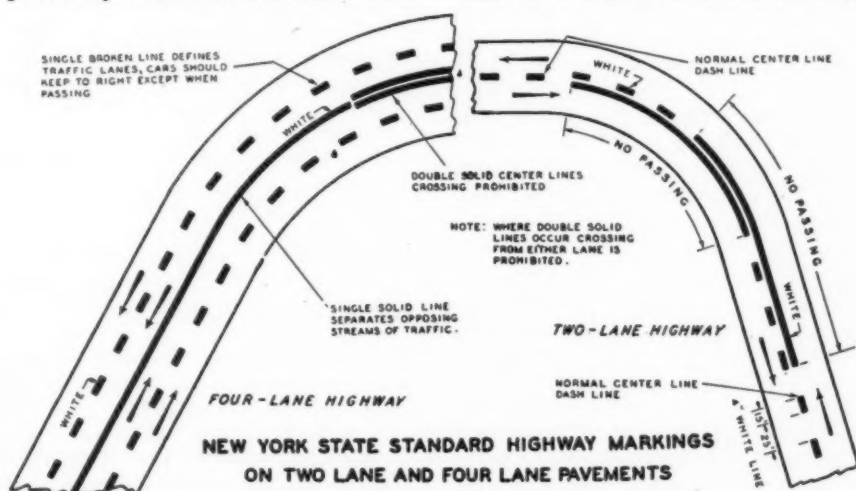 SINGLE BROKEN LINE DEFINES
TRAFFIC LANES, CARS SHOULD
KEEP TO RIGHT EXCEPT WHEN
PASSING
WHITE
DOUBLE SOLID CENTER LINES
CROSSING PROHIBITED
SINGLE SOLID LINE
SEPARATES OPPOSING
STREAMS OF TRAFFIC.
WHITE
FOUR-LANE HIGHWAY
NORMAL CENTER LINE
DASH LINE
WHITE
NO PASSING
NO PASSING
NOTE: WHERE DOUBLE SOLID
LINES OCCUR CROSSING
FROM EITHER LANE IS
PROHIBITED.
WHITE
TWO-LANE HIGHWAY
NORMAL CENTER LINE
DASH LINE
15' 25'
4" WHITE LINE
NEW YORK STATE STANDARD HIGHWAY MARKINGS
ON TWO LANE AND FOUR LANE PAVEMENTS